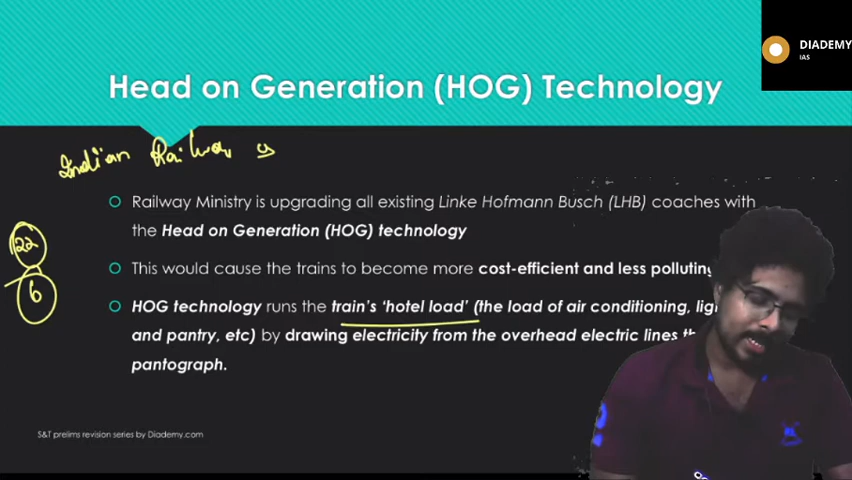 DIADEMY
IAS
Head on Generation (HOG) Technology
Indian Railway
Railway Ministry is upgrading all existing Linke Hofmann Busch (LHB) coaches with
the Head on Generation (HOG) technology
122
6
This would cause the trains to become more cost-efficient and less polluting
HOG technology runs the train's 'hotel load' (the load of air conditioning,
and pantry, etc) by drawing electricity from the overhead electric lines
pantograph.
S&T prelims revision series by Diademy.com